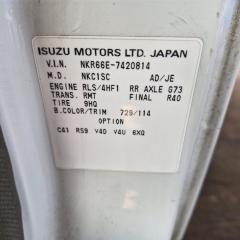 ISUZU MOTORS LTD. JAPAN
V.I.N. NKR66E-7420814
M.D. NKC1SC AD/JE
ENGINE RLS/4HF1 RR AXLE G73
TRANS. RMT FINAL R40
TIRE 9HQ
B.COLOR/TRIM 729/114
OPTION
C41 RS9 V4D V4U 6XQ